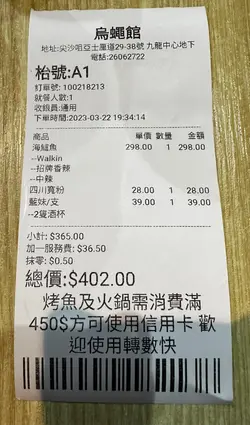 烏蠅館
地址:尖沙咀亞士厘道29-38號 九龍中心地下
電話:26062722
枱號:A1
訂單號: 100218213
就餐人數:1
收銀員:通用
下單時間:2023-03-22 19:34:14
商品 單價 數量 金額
海鱸魚 298.00 1 298.00
--Walkin
--招牌香辣
--中辣
四川寬粉 28.00 1 28.00
藍妹/支 39.00 1 39.00
--2隻酒杯
小計: $365.00
加一服務費: $36.50
抹零: $0.50
總價:$402.00
烤魚及火鍋需消費滿
450$方可使用信用卡 歡
迎使用轉數快